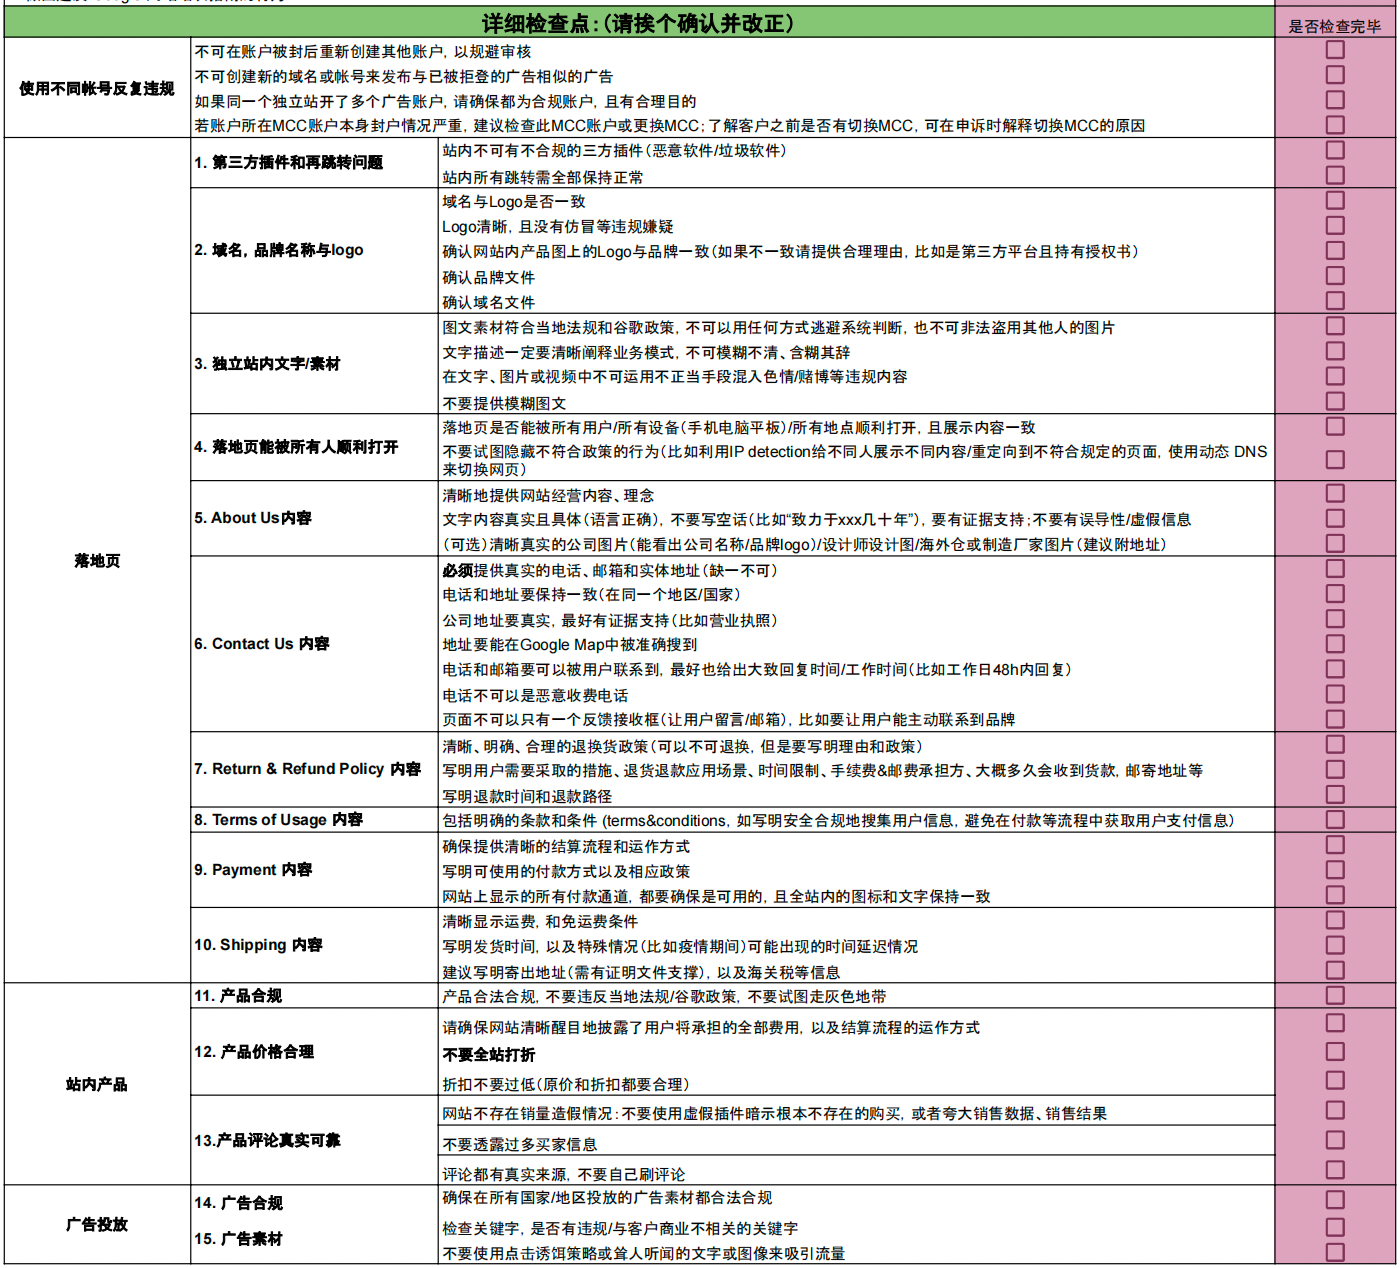 详细检查点:(请挨个确认并改正)
是否检查完毕
使用不同帐号反复违规
不可在账户被封后重新创建其他账户, 以规避审核
不可创建新的域名或帐号来发布与已被拒登的广告相似的广告
如果同一个独立站开了多个广告账户, 请确保都为合规账户, 且有合理目的
若账户所在MCC账户本身封户情况严重, 建议检查此MCC账户或更换MCC; 了解客户之前是否有切换MCC, 可在申诉时解释切换MCC的原因
落地页
1. 第三方插件和再跳转问题
站内不可有不合规的三方插件(恶意软件/垃圾软件)
站内所有跳转需全部保持正常
2. 域名, 品牌名称与logo
域名与Logo是否一致
Logo清晰, 且没有仿冒等违规嫌疑
确认网站内产品图上的Logo与品牌一致(如果不一致请提供合理理由, 比如是第三方平台且持有授权书)
确认品牌文件
确认域名文件
3. 独立站内文字/素材
图文素材符合当地法规和谷歌政策, 不可以用任何方式逃避系统判断, 也不可非法盗用其他人的图片
文字描述一定要清晰阐释业务模式, 不可模糊不清、含糊其辞
在文字、图片或视频中不可运用不正当手段混入色情/赌博等违规内容
不要提供模糊图文
4. 落地页能被所有人顺利打开
落地页是否能被所有用户/所有设备(手机电脑平板)/所有地点顺利打开, 且展示内容一致
不要试图隐藏不符合政策的行为(比如利用IP detection给不同人展示不同内容/重定向到不符合规定的页面, 使用动态 DNS
来切换网页)
5. About Us内容
清晰地提供网站经营内容、理念
文字内容真实且具体(语言正确), 不要写空话(比如“致力于xxx几十年”), 要有证据支持; 不要有误导性/虚假信息
(可选)清晰真实的公司图片(能看出公司名称/品牌logo)/设计师设计图/海外仓或制造厂家图片(建议附地址)
6. Contact Us 内容
必须提供真实的电话、邮箱和实体地址(缺一不可)
电话和地址要保持一致(在同一个地区/国家)
公司地址要真实, 最好有证据支持(比如营业执照)
地址要能在Google Map中被准确搜到
电话和邮箱要可以被用户联系到, 最好也给出大致回复时间/工作时间(比如工作日48h内回复)
电话不可以是恶意收费电话
页面不可以只有一个反馈接收框(让用户留言/邮箱), 比如要让用户能主动联系到品牌
7. Return & Refund Policy 内容
清晰、明确、合理的退换货政策(可以不可退换, 但是要写明理由和政策)
写明用户需要采取的措施、退货退款应用场景、时间限制、手续费&邮费承担方、大概多久会收到货款, 邮寄地址等
写明退款时间和退款路径
8. Terms of Usage 内容
包括明确的条款和条件 (terms&conditions, 如写明安全合规地搜集用户信息, 避免在付款等流程中获取用户支付信息)
9. Payment 内容
确保提供清晰的结算流程和运作方式
写明可使用的付款方式以及相应政策
网站上显示的所有付款通道, 都要确保是可用的, 且全站内的图标和文字保持一致
10. Shipping 内容
清晰显示运费, 和免运费条件
写明发货时间, 以及特殊情况(比如疫情期间)可能出现的时间延迟情况
建议写明寄出地址(需有证明文件支撑), 以及海关税等信息
站内产品
11. 产品合规
产品合法合规, 不要违反当地法规/谷歌政策, 不要试图走灰色地带
12. 产品价格合理
请确保网站清晰醒目地披露了用户将承担的全部费用, 以及结算流程的运作方式
不要全站打折
折扣不要过低(原价和折扣都要合理)
13.产品评论真实可靠
网站不存在销量造假情况: 不要使用虚假插件暗示根本不存在的购买, 或者夸大销售数据、销售结果
不要透露过多买家信息
评论都有真实来源, 不要自己刷评论
广告投放
14. 广告合规
确保在所有国家/地区投放的广告素材都合法合规
15. 广告素材
检查关键字, 是否有违规/与客户商业不相关的关键字
不要使用点击诱饵策略或耸人听闻的文字或图像来吸引流量